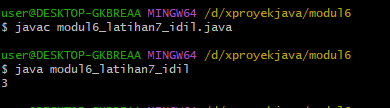 user@DESKTOP-GKBREAA MINGW64 /d/xproyekjava/modul6
$ javac modul6_latihan7_idil.java
user@DESKTOP-GKBREAA MINGW64 /d/xproyekjava/modul6
$ java modul6_latihan7_idil
3